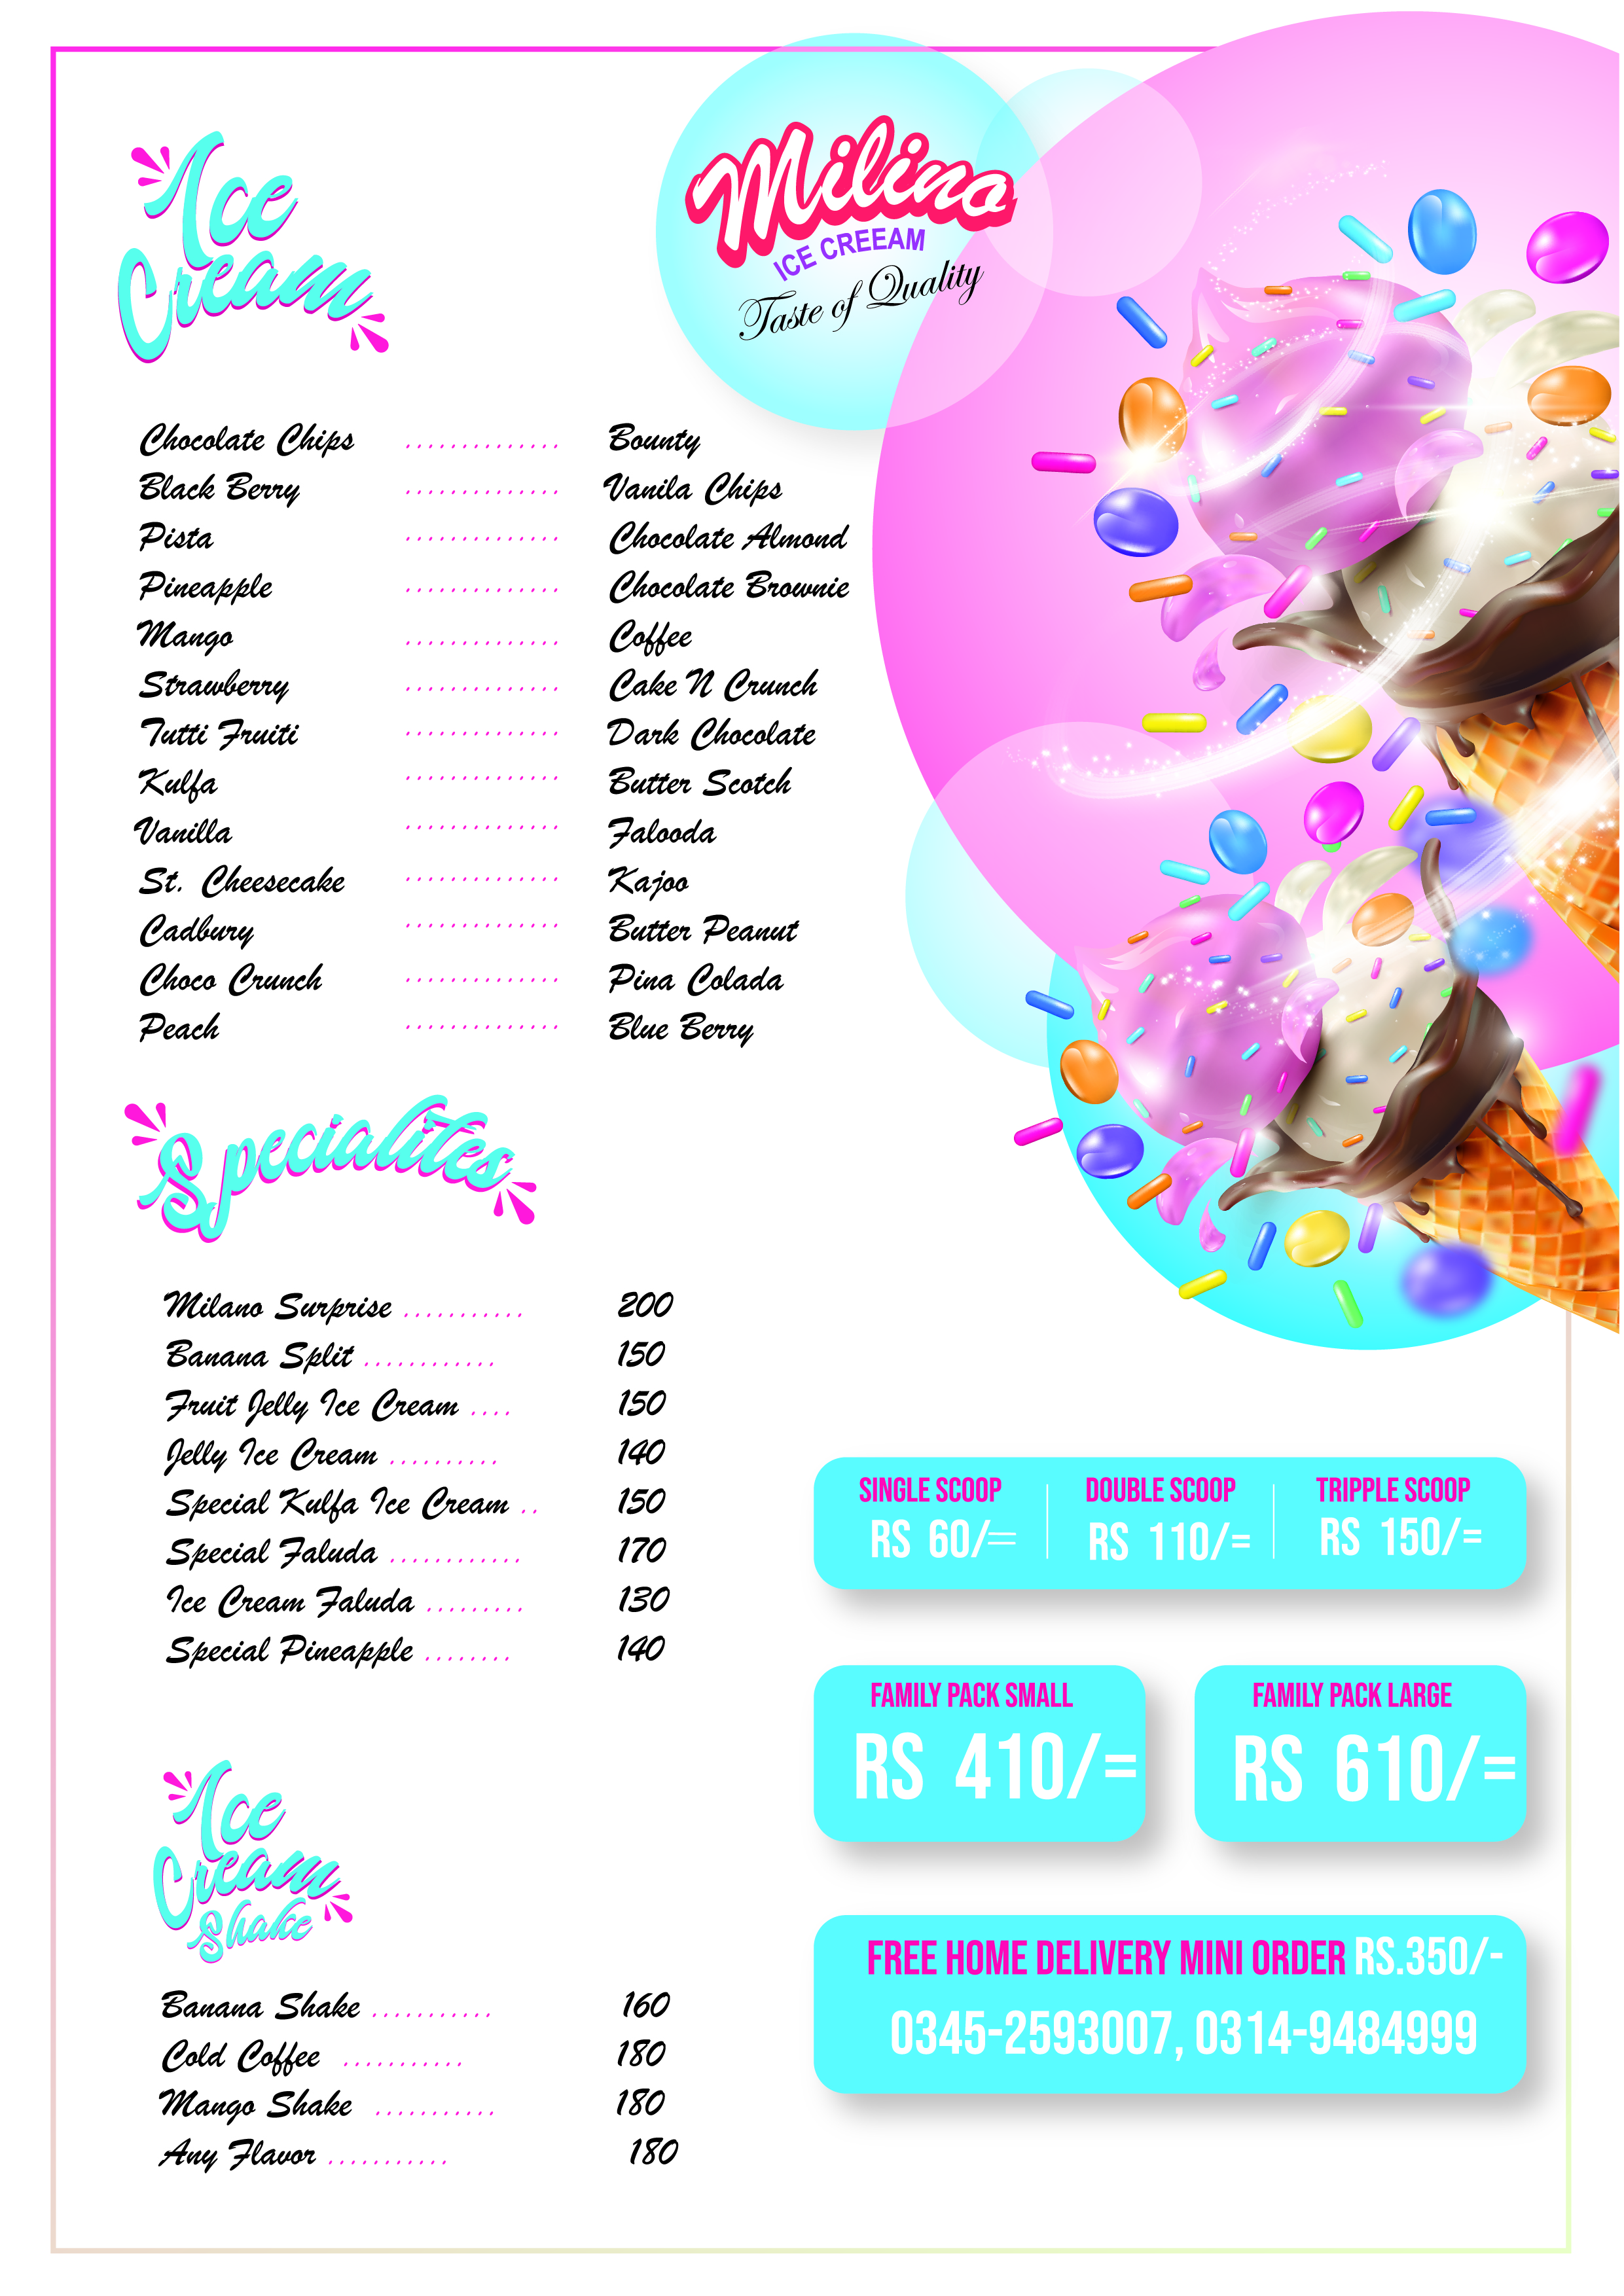 Ice
Cream
Milino
ICE CREEAM
Taste of Quality
Chocolate Chips .............. Bounty
Black Berry .............. Vanila Chips
Pista .............. Chocolate Almond
Pineapple .............. Chocolate Brownie
Mango .............. Coffee
Strawberry .............. Cake N Crunch
Tutti Fruiti .............. Dark Chocolate
Kulfa .............. Butter Scotch
Vanilla .............. Falooda
St. Cheesecake .............. Kajoo
Cadbury .............. Butter Peanut
Choco Crunch .............. Pina Colada
Peach .............. Blue Berry
Specialites
Milano Surprise ........... 200
Banana Split ............ 150
Fruit Jelly Ice Cream .... 150
Jelly Ice Cream .......... 140
Special Kulfa Ice Cream .. 150
Special Faluda ............ 170
Ice Cream Faluda ......... 130
Special Pineapple ........ 140
Ice
Cream
Shake
Banana Shake ........... 160
Cold Coffee ........... 180
Mango Shake ........... 180
Any Flavor ........... 180
SINGLE SCOOP DOUBLE SCOOP TRIPPLE SCOOP
RS 60/= RS 110/= RS 150/=
FAMILY PACK SMALL FAMILY PACK LARGE
RS 410/= RS 610/=
FREE HOME DELIVERY MINI ORDER RS.350/-
0345-2593007, 0314-9484999